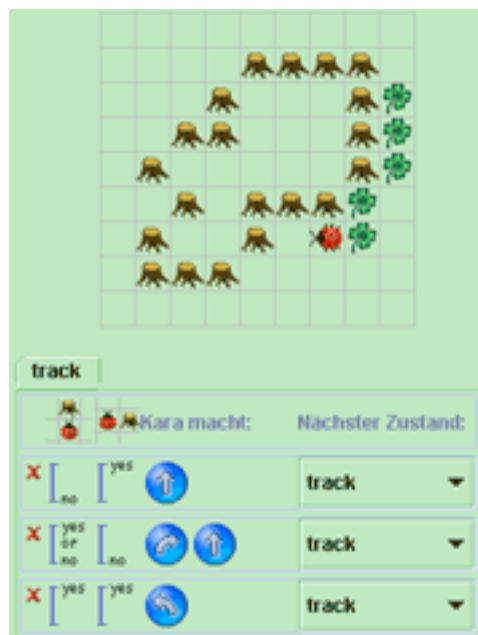 track
Kara macht: Nächster Zustand:
x no yes track
x yes or no no track
x yes yes track